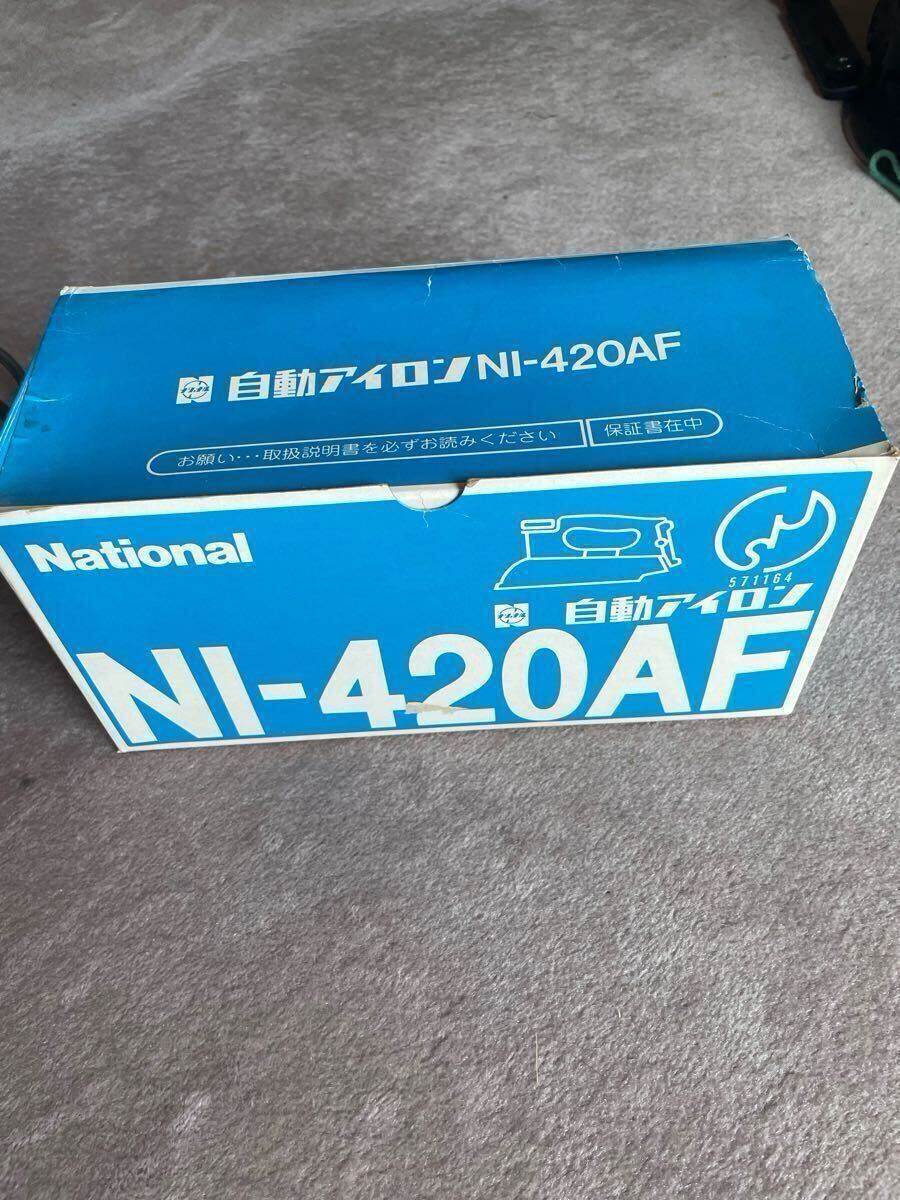 自動アイロンNI-420AF
お願い･･･取扱説明書を必ずお読みください
保証書在中
National
571164
自動アイロン
NI-420AF